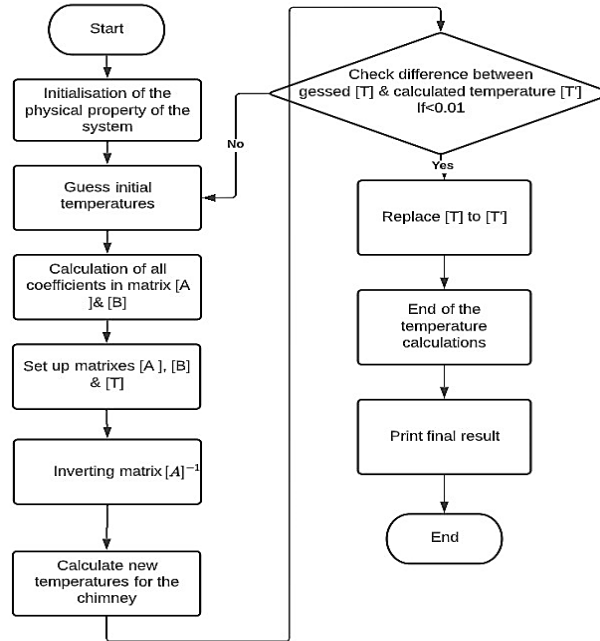 Start
Initialisation of the
physical property of the
system
Guess initial
temperatures
Calculation of all
coefficients in matrix [A
]& [B]
Set up matrixes [A ], [B]
& [T]
Inverting matrix [A]⁻¹
Calculate new
temperatures for the
chimney
Check difference between
gessed [T] & calculated temperature [T']
If<0.01
No
Yes
Replace [T] to [T']
End of the
temperature
calculations
Print final result
End